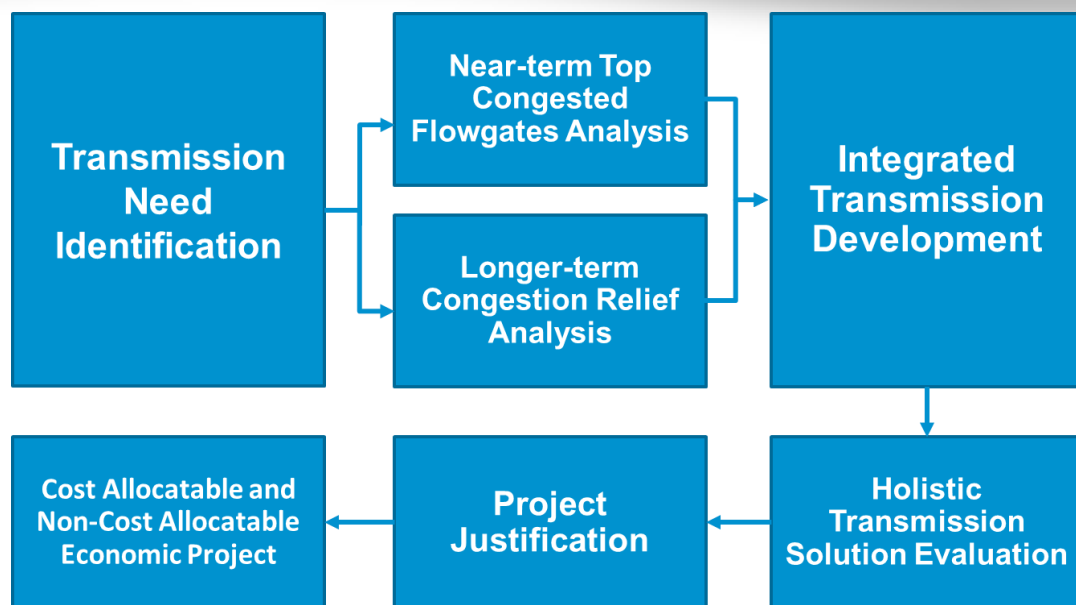 Transmission
Need
Identification
Near-term Top
Congested
Flowgates Analysis
Longer-term
Congestion Relief
Analysis
Integrated
Transmission
Development
Holistic
Transmission
Solution Evaluation
Project
Justification
Cost Allocatable and
Non-Cost Allocatable
Economic Project